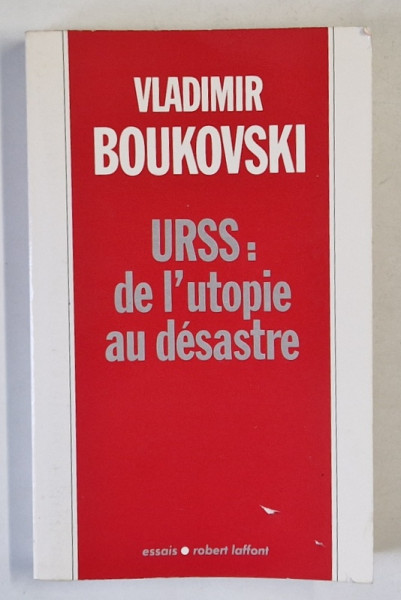 VLADIMIR
BOUKOVSKI
URSS :
de l'utopie
au désastre
essais ● robert laffont